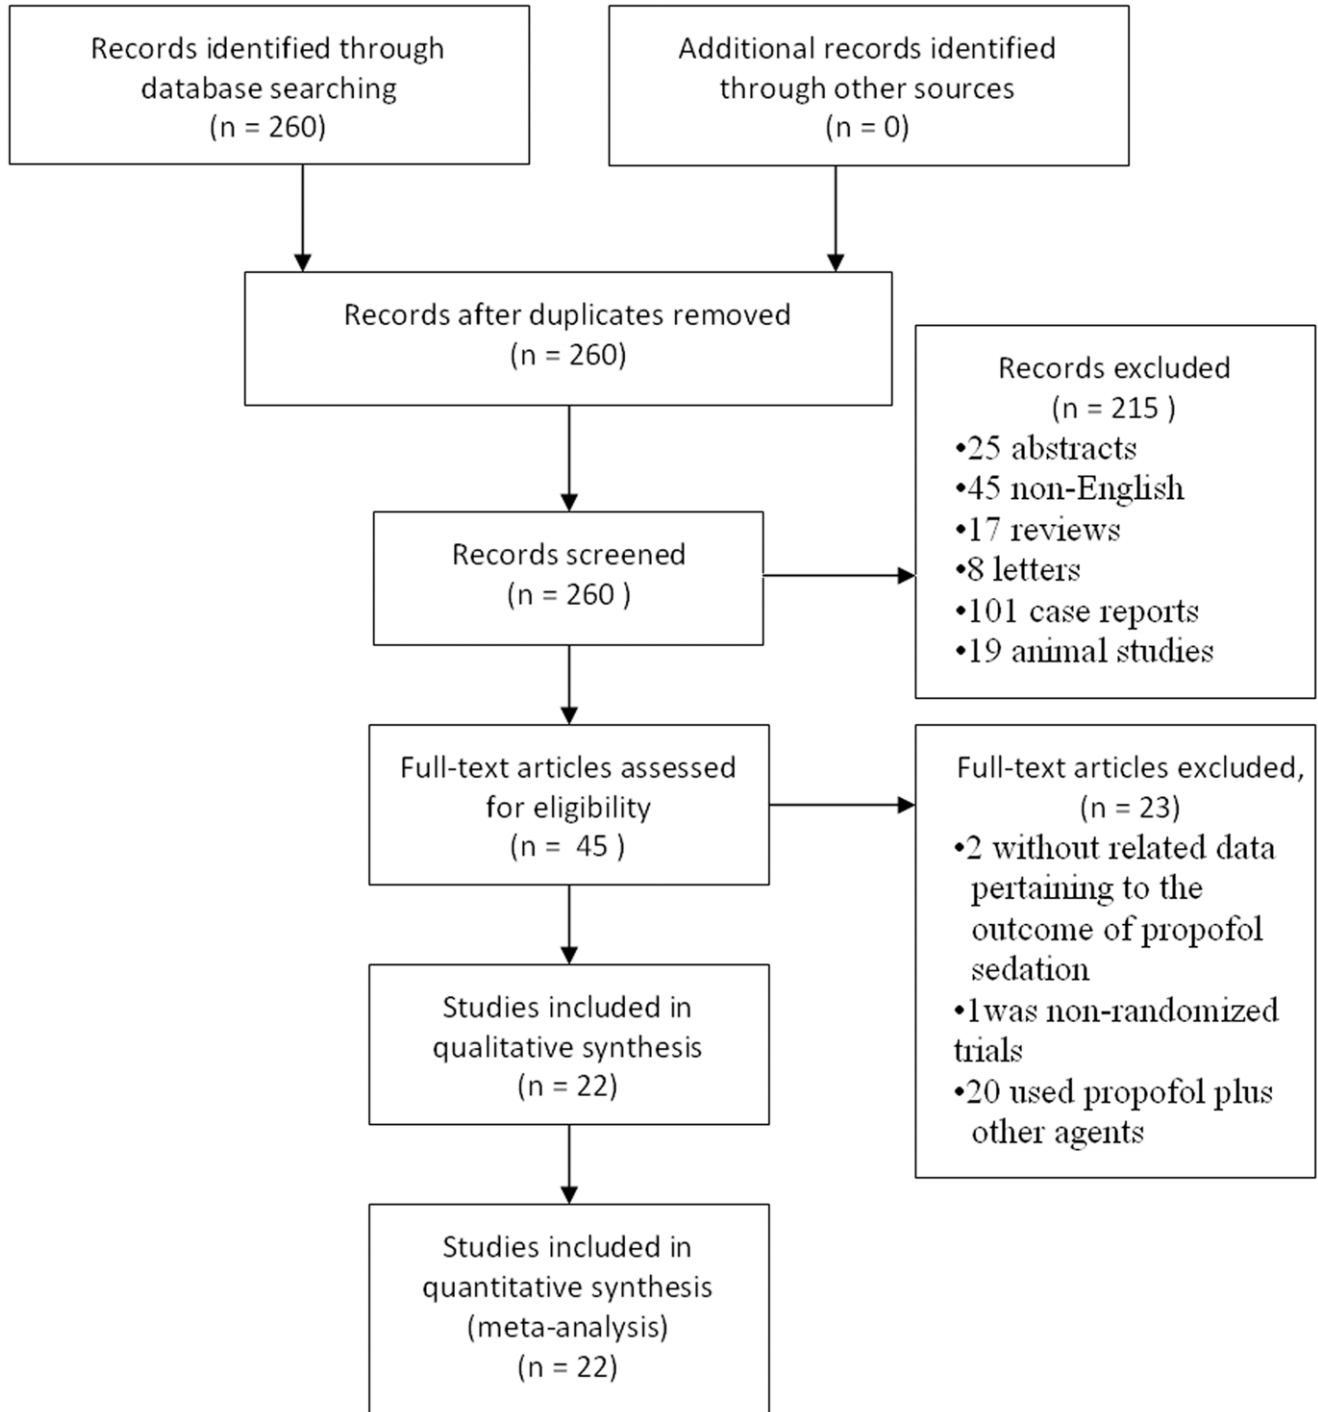 Records identified through
database searching
(n = 260)
Additional records identified
through other sources
(n = 0)
Records after duplicates removed
(n = 260)
Records excluded
(n = 215 )
•25 abstracts
•45 non-English
•17 reviews
•8 letters
•101 case reports
•19 animal studies
Records screened
(n = 260 )
Full-text articles assessed
for eligibility
(n =  45 )
Full-text articles excluded,
(n = 23)
•2 without related data
pertaining to the
outcome of propofol
sedation
•1was non-randomized
trials
•20 used propofol plus
other agents
Studies included in
qualitative synthesis
(n = 22)
Studies included in
quantitative synthesis
(meta-analysis)
(n = 22)